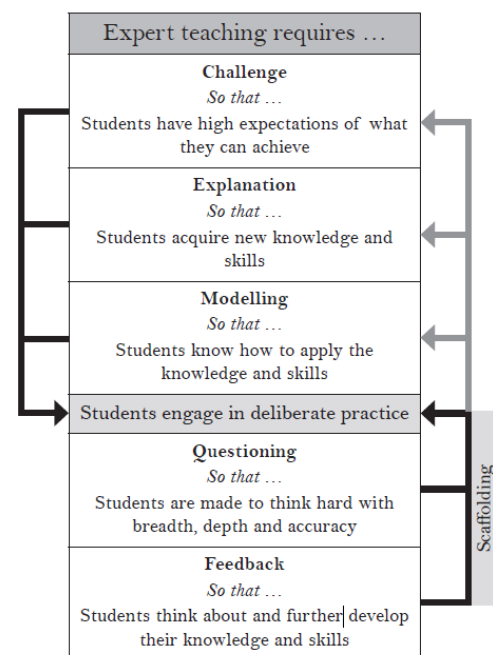 Expert teaching requires …
Challenge
So that …
Students have high expectations of what
they can achieve
Explanation
So that …
Students acquire new knowledge and
skills
Modelling
So that …
Students know how to apply the
knowledge and skills
Students engage in deliberate practice
Questioning
So that …
Students are made to think hard with
breadth, depth and accuracy
Feedback
So that …
Students think about and further develop
their knowledge and skills
Scaffolding